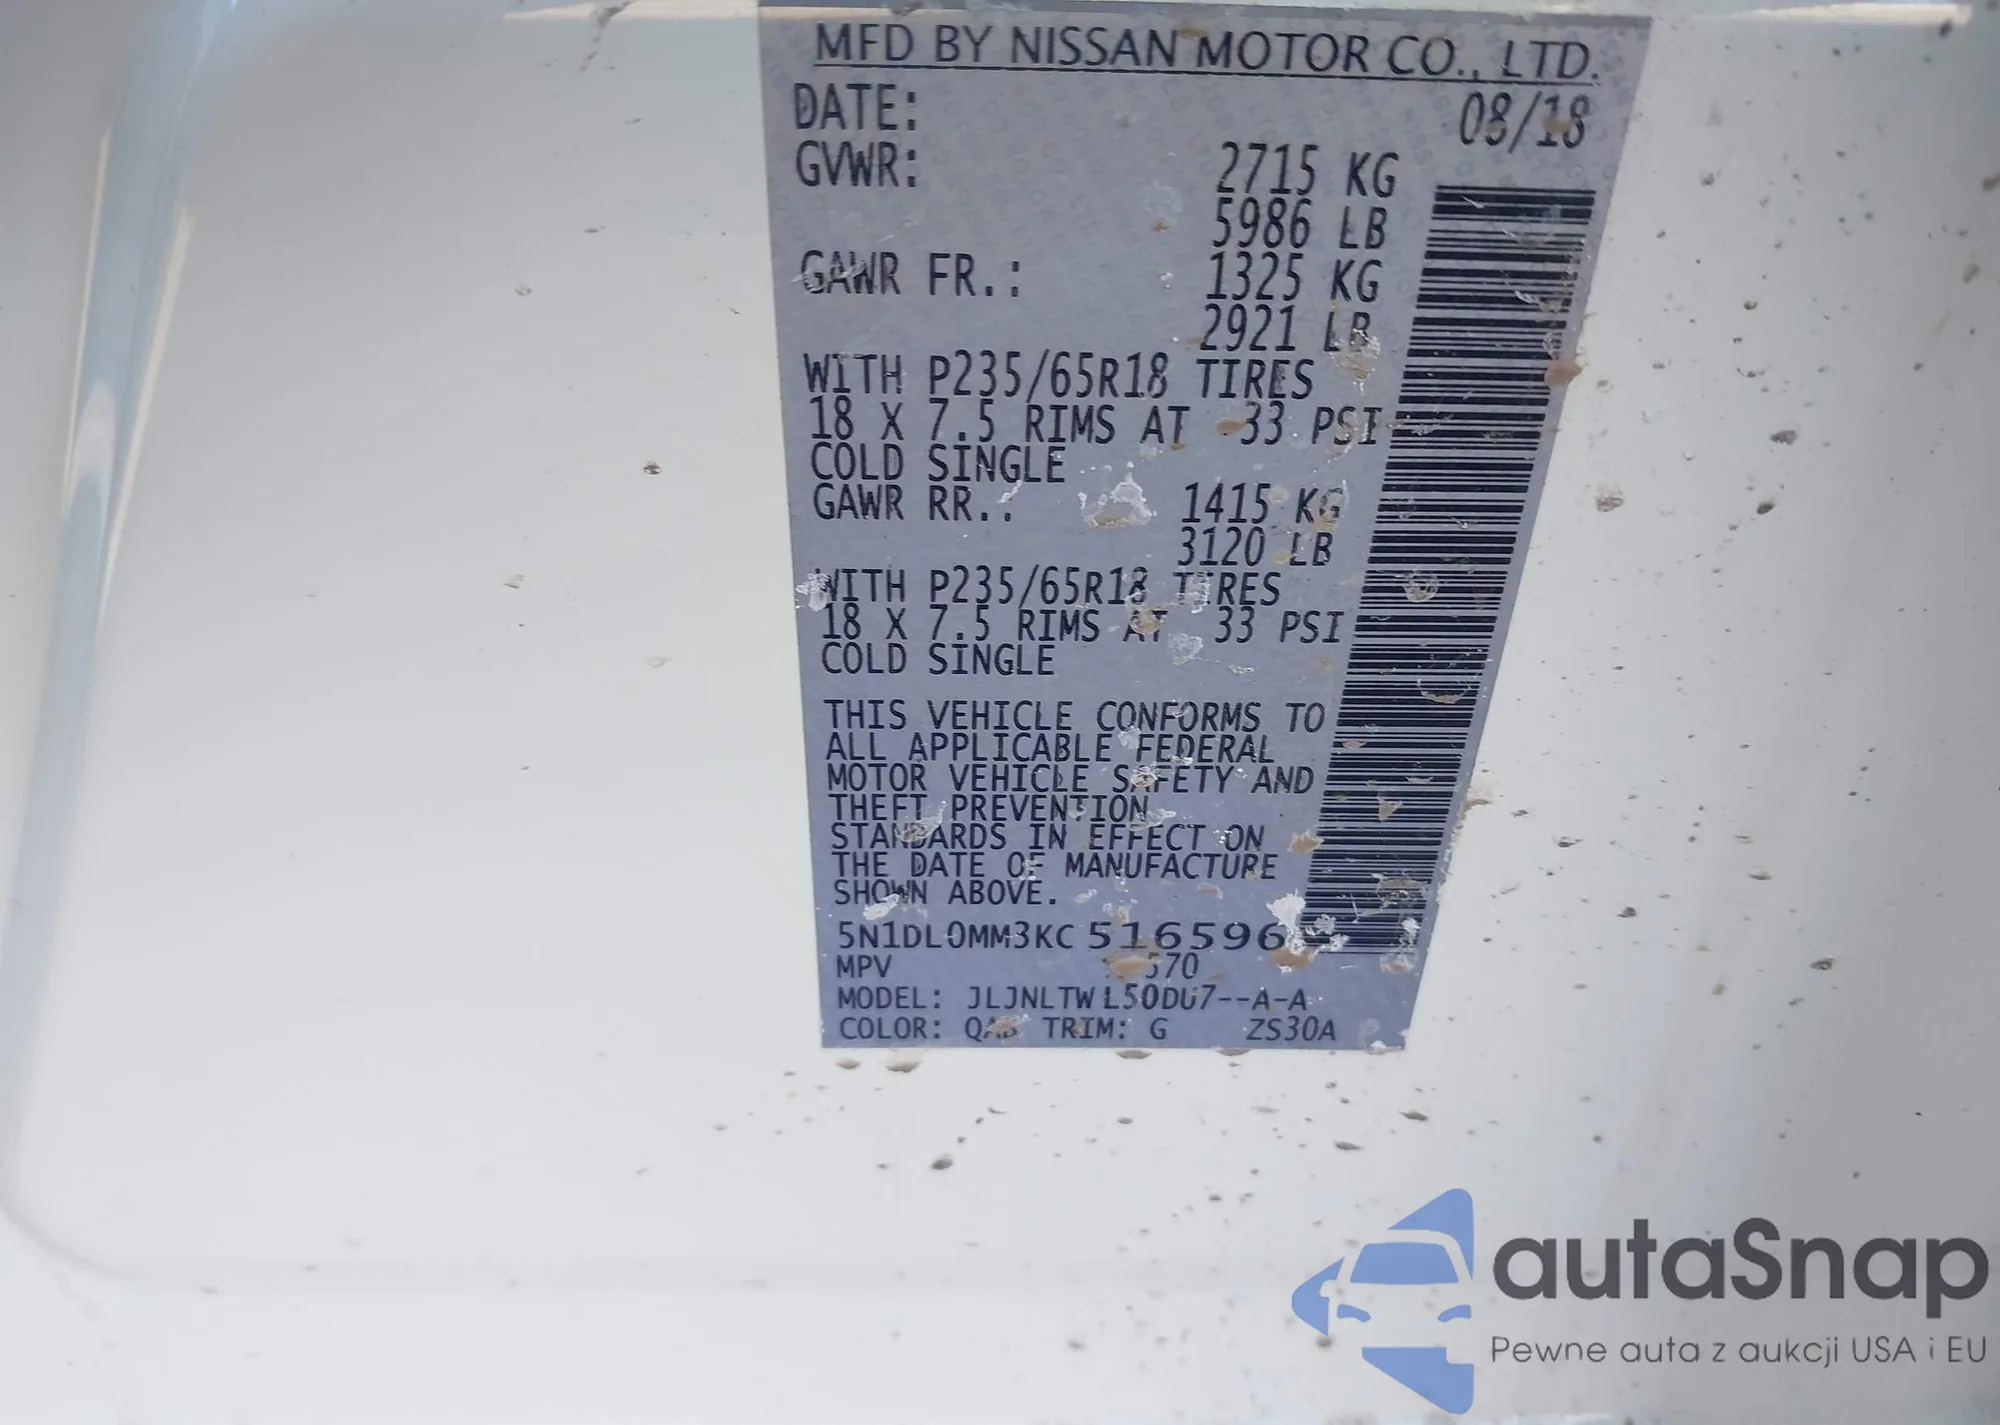 MFD BY NISSAN MOTOR CO., LTD.
DATE: 08/18
GVWR: 2715 KG
5986 LB
GAWR FR.: 1325 KG
2921 LB
WITH P235/65R18 TIRES
18 X 7.5 RIMS AT 33 PSI
COLD SINGLE
GAWR RR.: 1415 KG
3120 LB
WITH P235/65R18 TIRES
18 X 7.5 RIMS AT 33 PSI
COLD SINGLE
THIS VEHICLE CONFORMS TO
ALL APPLICABLE FEDERAL
MOTOR VEHICLE SAFETY AND
THEFT PREVENTION
STANDARDS IN EFFECT ON
THE DATE OF MANUFACTURE
SHOWN ABOVE.
5N1DL0MM3KC 516596
MPV
MODEL: JLJNLTWL50DU7--A-A
COLOR: QAB TRIM: G ZS30A
autaSnap
Pewne auta z aukcji USA i EU